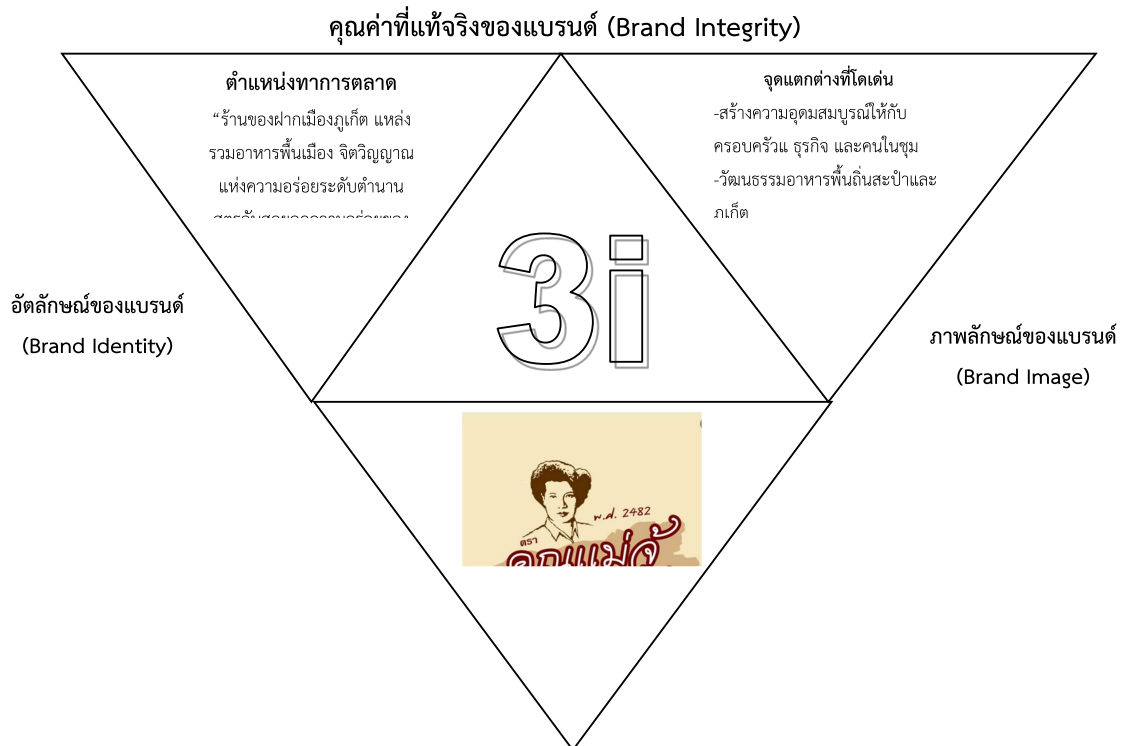 คุณค่าที่แท้จริงของแบรนด์ (Brand Integrity)
ตำแหน่งทาการตลาด
“ร้านของฝากเมืองภูเก็ต แหล่ง
รวมอาหารพื้นเมือง จิตวิญญาณ
แห่งความอร่อยระดับตำนาน
จุดแตกต่างที่โดเด่น
-สร้างความอุดมสมบูรณ์ให้กับ
ครอบครัวแ ธุรกิจ และคนในชุม
-วัฒนธรรมอาหารพื้นถิ่นสะปำและ
ภูเก็ต
3i
อัตลักษณ์ของแบรนด์
(Brand Identity)
ภาพลักษณ์ของแบรนด์
(Brand Image)
พ.ศ. 2482
ตรา
คุณแม่จู้